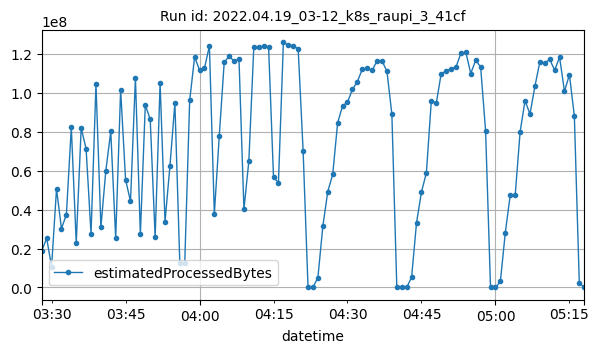 Run id: 2022.04.19_03-12_k8s_raupi_3_41cf
1e8
1.2
1.0
0.8
0.6
0.4
0.2
0.0
estimatedProcessedBytes
03:30 03:45 04:00 04:15 04:30 04:45 05:00 05:15
datetime